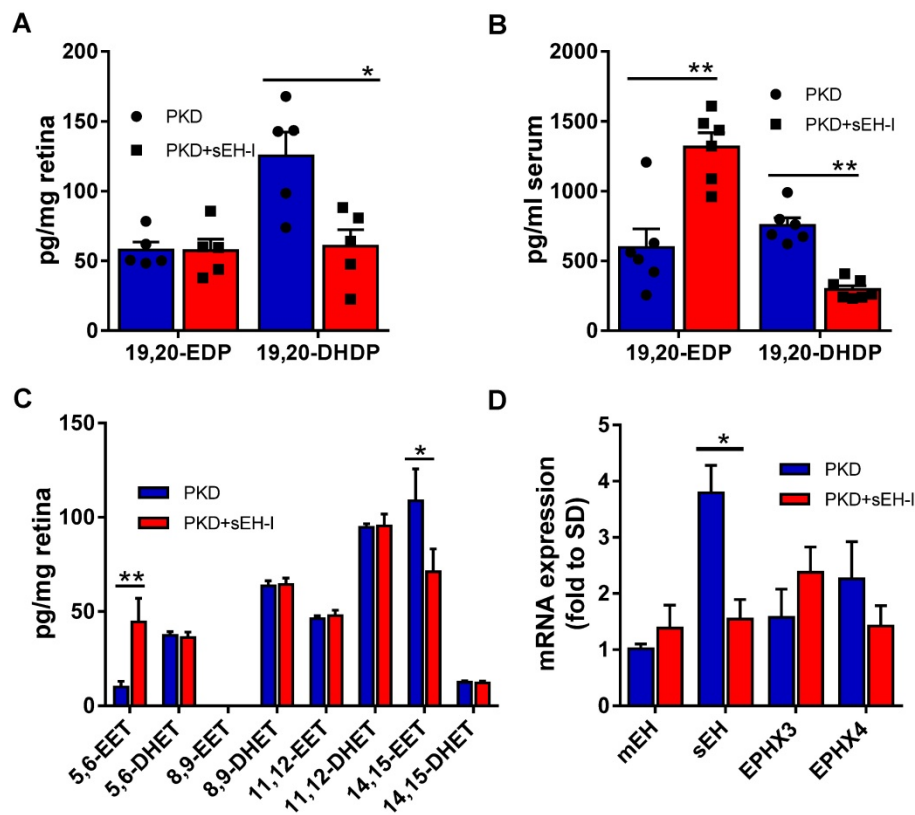 A
pg/mg retina
200
150
100
50
0
*
PKD
PKD+sEH-I
19,20-EDP
19,20-DHDP
B
pg/ml serum
2000
1500
1000
500
0
**
**
PKD
PKD+sEH-I
19,20-EDP
19,20-DHDP
C
pg/mg retina
150
100
50
0
PKD
PKD+sEH-I
**
*
5,6-EET
5,6-DHET
8,9-EET
8,9-DHET
11,12-EET
11,12-DHET
14,15-EET
14,15-DHET
D
mRNA expression
(fold to SD)
5
4
3
2
1
0
*
PKD
PKD+sEH-I
mEH
sEH
EPHX3
EPHX4